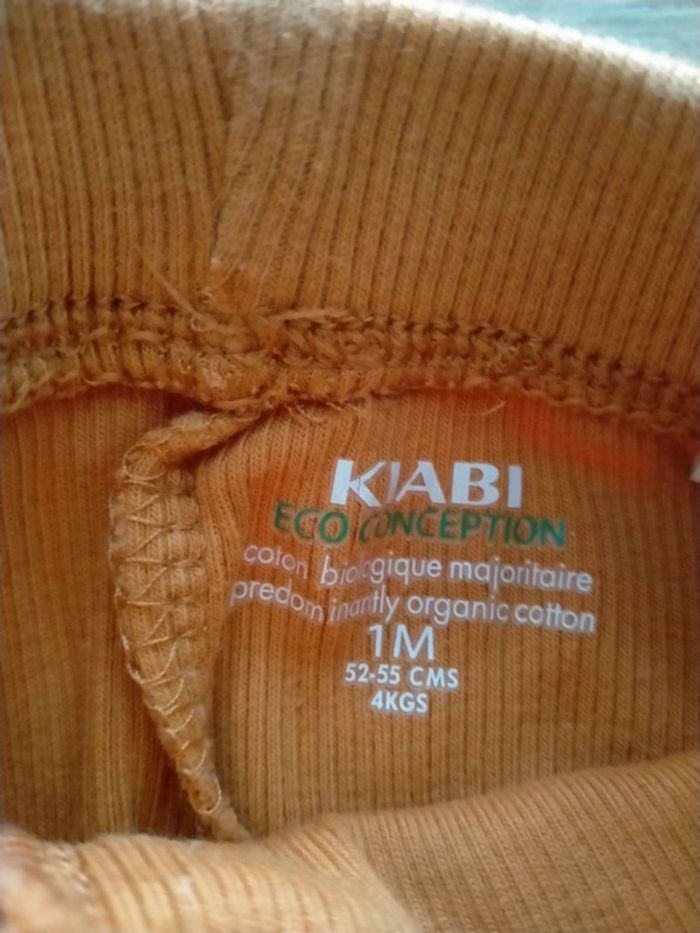 KIABI
ECO CONCEPTION
coton biologique majoritaire
predominantly organic cotton
1M
52-55 CMS
4KGS